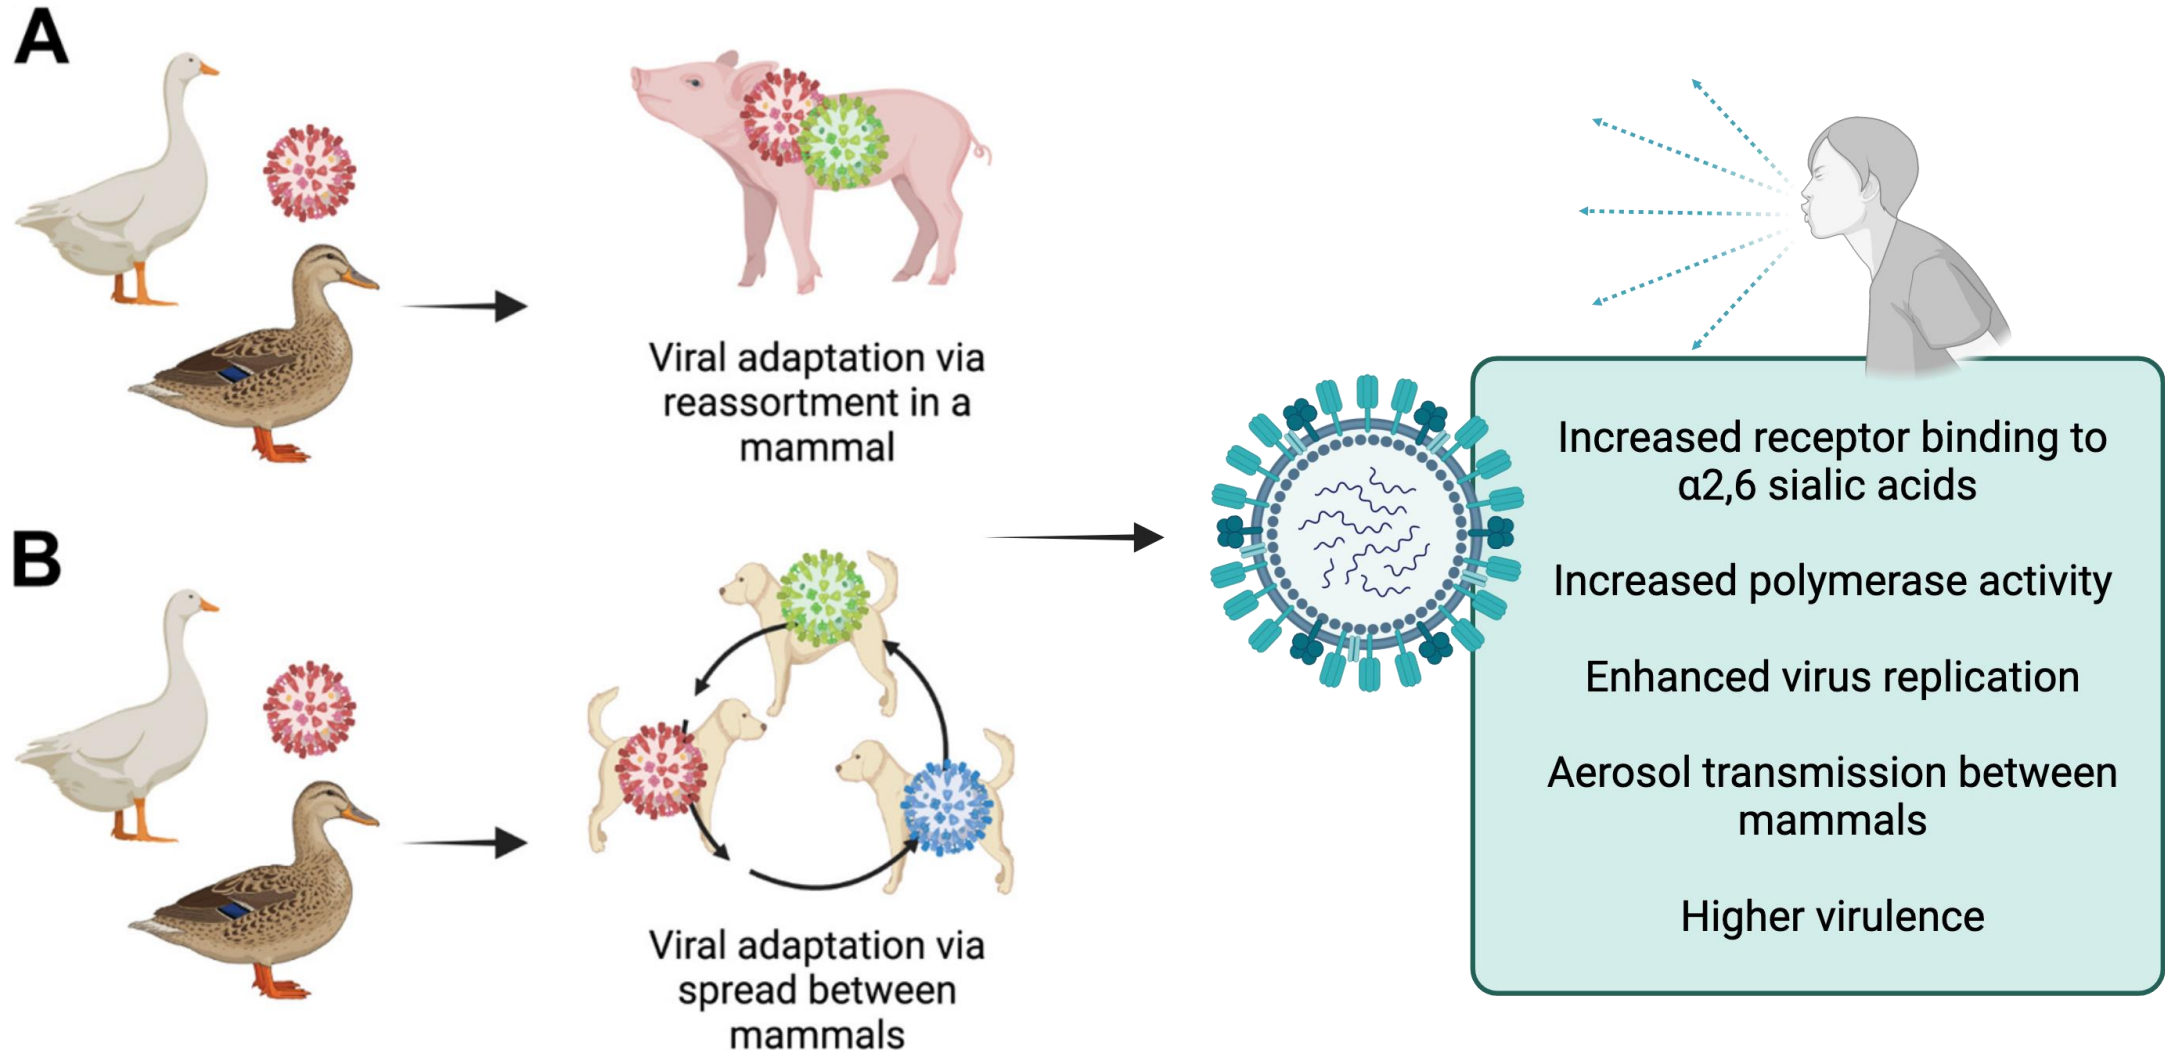 A
Viral adaptation via
reassortment in a
mammal
B
Viral adaptation via
spread between
mammals
Increased receptor binding to
α2,6 sialic acids
Increased polymerase activity
Enhanced virus replication
Aerosol transmission between
mammals
Higher virulence